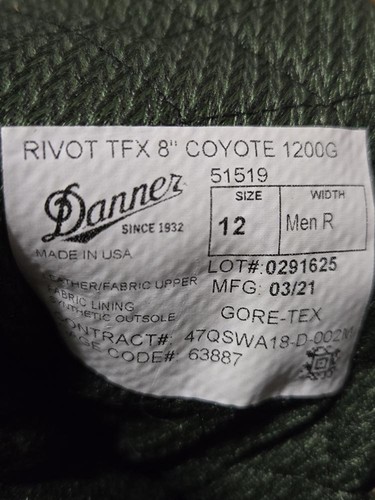 RIVOT TFX 8" COYOTE 1200G
51519
Danner
SINCE 1932
MADE IN USA
SIZE WIDTH
12 Men R
LOT#:0291625
MFG: 03/21
FABRIC UPPER
FABRIC LINING
OUTSOLE
GORE-TEX
47QSWA18-D-002
CODE# 63887